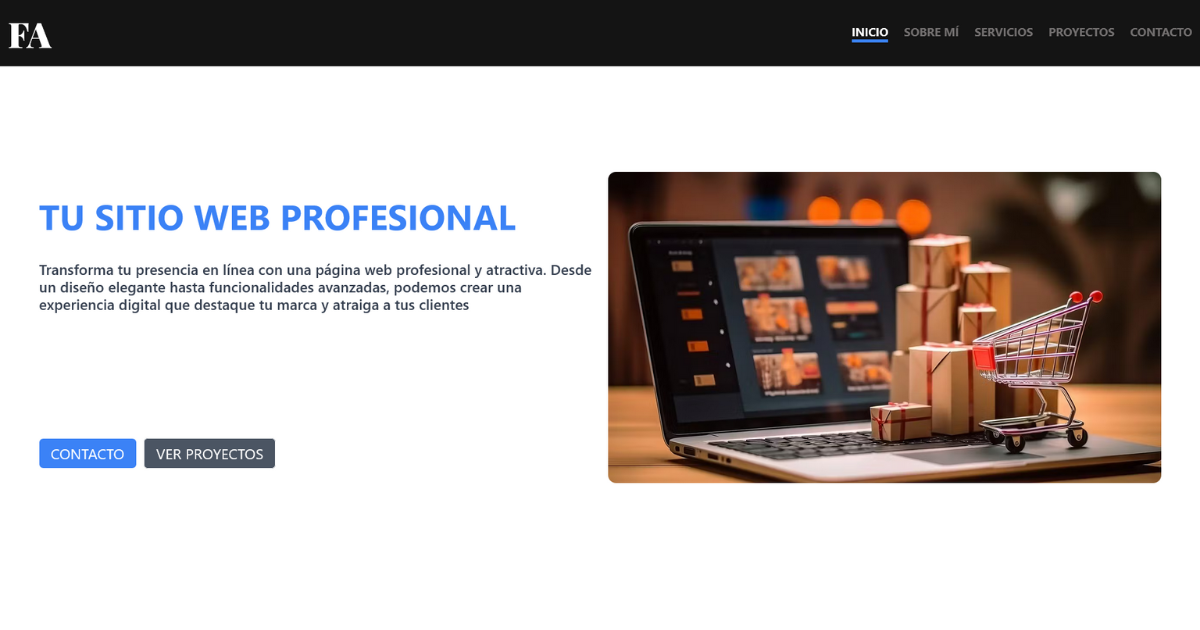 FA
INICIO SOBRE MÍ SERVICIOS PROYECTOS CONTACTO
TU SITIO WEB PROFESIONAL
Transforma tu presencia en línea con una página web profesional y atractiva. Desde
un diseño elegante hasta funcionalidades avanzadas, podemos crear una
experiencia digital que destaque tu marca y atraiga a tus clientes
CONTACTO VER PROYECTOS